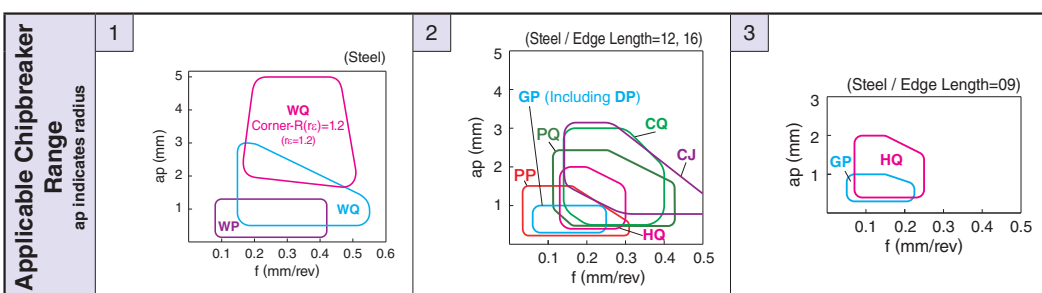 Applicable Chipbreaker
Range
ap indicates radius
1
(Steel)
ap (mm)
5
4
3
2
1
WQ
Corner-R(rε)=1.2
(rε=1.2)
WQ
WP
0.1 0.2 0.3 0.4 0.5 0.6
f (mm/rev)
2
(Steel / Edge Length=12, 16)
ap (mm)
5
4
3
2
1
GP (Including DP)
PQ
CQ
CJ
PP
HQ
0.1 0.2 0.3 0.4 0.5
f (mm/rev)
3
(Steel / Edge Length=09)
ap (mm)
3
2
1
GP
HQ
0.1 0.2 0.3 0.4 0.5
f (mm/rev)